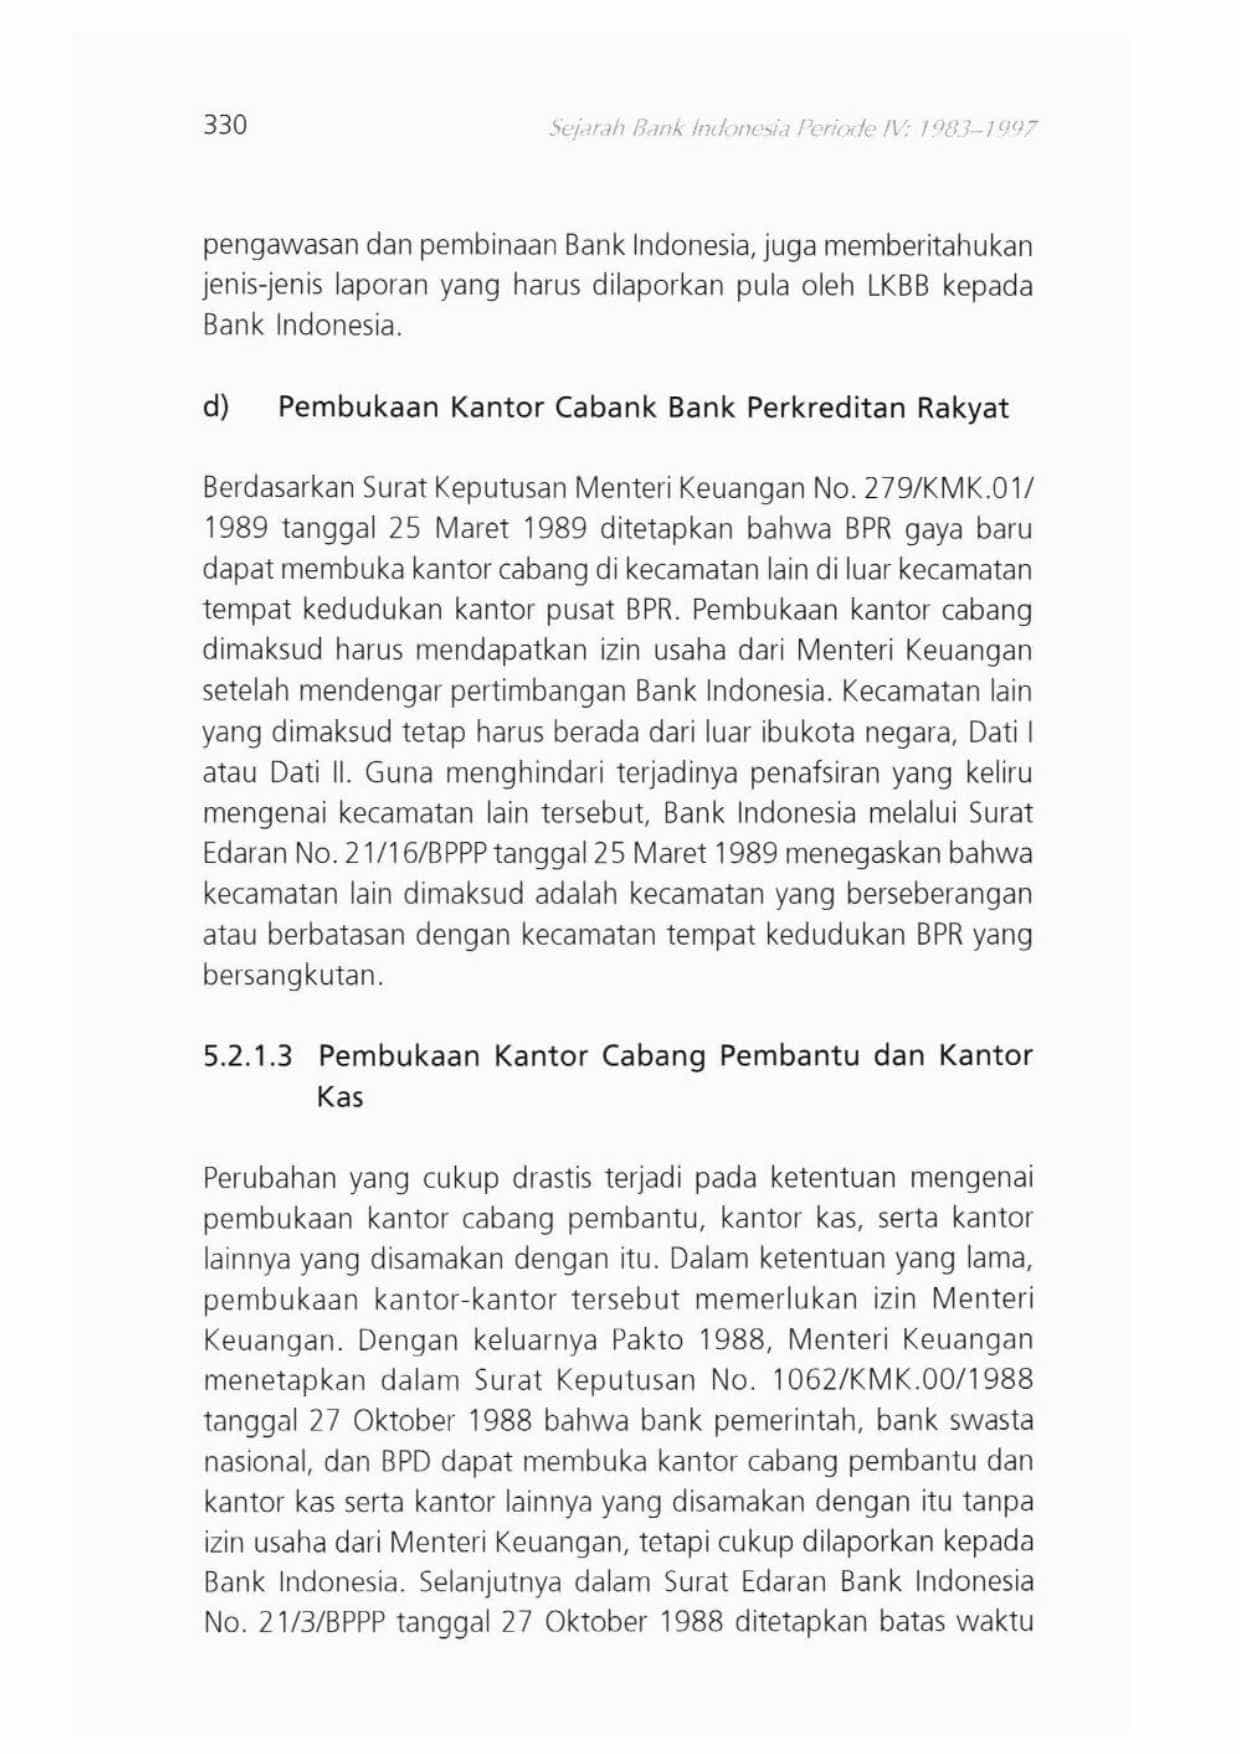 330
Sejarah Bank Indonesia Periode IV: 1983–1997
pengawasan dan pembinaan Bank Indonesia, juga memberitahukan
jenis-jenis laporan yang harus dilaporkan pula oleh LKBB kepada
Bank Indonesia.
d) Pembukaan Kantor Cabank Bank Perkreditan Rakyat
Berdasarkan Surat Keputusan Menteri Keuangan No. 279/KMK.01/
1989 tanggal 25 Maret 1989 ditetapkan bahwa BPR gaya baru
dapat membuka kantor cabang di kecamatan lain di luar kecamatan
tempat kedudukan kantor pusat BPR. Pembukaan kantor cabang
dimaksud harus mendapatkan izin usaha dari Menteri Keuangan
setelah mendengar pertimbangan Bank Indonesia. Kecamatan lain
yang dimaksud tetap harus berada dari luar ibukota negara, Dati I
atau Dati II. Guna menghindari terjadinya penafsiran yang keliru
mengenai kecamatan lain tersebut, Bank Indonesia melalui Surat
Edaran No. 21/16/BPPP tanggal 25 Maret 1989 menegaskan bahwa
kecamatan lain dimaksud adalah kecamatan yang berseberangan
atau berbatasan dengan kecamatan tempat kedudukan BPR yang
bersangkutan.
5.2.1.3 Pembukaan Kantor Cabang Pembantu dan Kantor
Kas
Perubahan yang cukup drastis terjadi pada ketentuan mengenai
pembukaan kantor cabang pembantu, kantor kas, serta kantor
lainnya yang disamakan dengan itu. Dalam ketentuan yang lama,
pembukaan kantor-kantor tersebut memerlukan izin Menteri
Keuangan. Dengan keluarnya Pakto 1988, Menteri Keuangan
menetapkan dalam Surat Keputusan No. 1062/KMK.00/1988
tanggal 27 Oktober 1988 bahwa bank pemerintah, bank swasta
nasional, dan BPD dapat membuka kantor cabang pembantu dan
kantor kas serta kantor lainnya yang disamakan dengan itu tanpa
izin usaha dari Menteri Keuangan, tetapi cukup dilaporkan kepada
Bank Indonesia. Selanjutnya dalam Surat Edaran Bank Indonesia
No. 21/3/BPPP tanggal 27 Oktober 1988 ditetapkan batas waktu